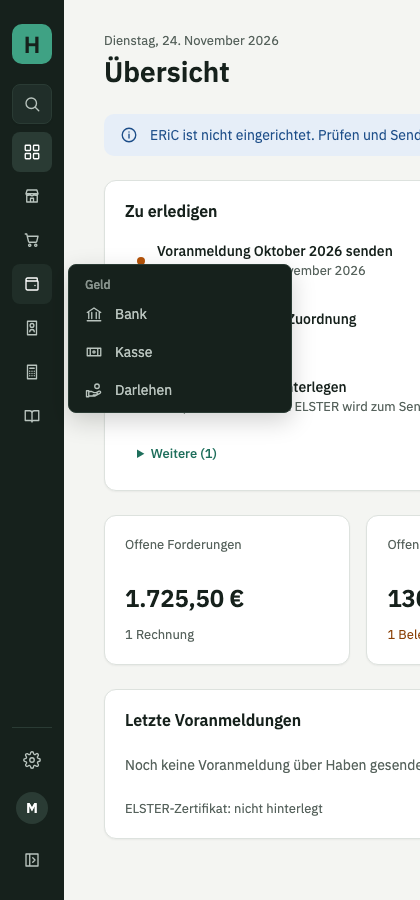 H
Dienstag, 24. November 2026
Übersicht
ERiC ist nicht eingerichtet. Prüfen und Send
Zu erledigen
Voranmeldung Oktober 2026 senden
vember 2026
Zuordnung
Geld
Bank
Kasse
Darlehen
nterlegen
ELSTER wird zum Sen
Weitere (1)
Offene Forderungen
1.725,50 €
1 Rechnung
Offen
130
1 Bele
Letzte Voranmeldungen
Noch keine Voranmeldung über Haben gesende
ELSTER-Zertifikat: nicht hinterlegt
M